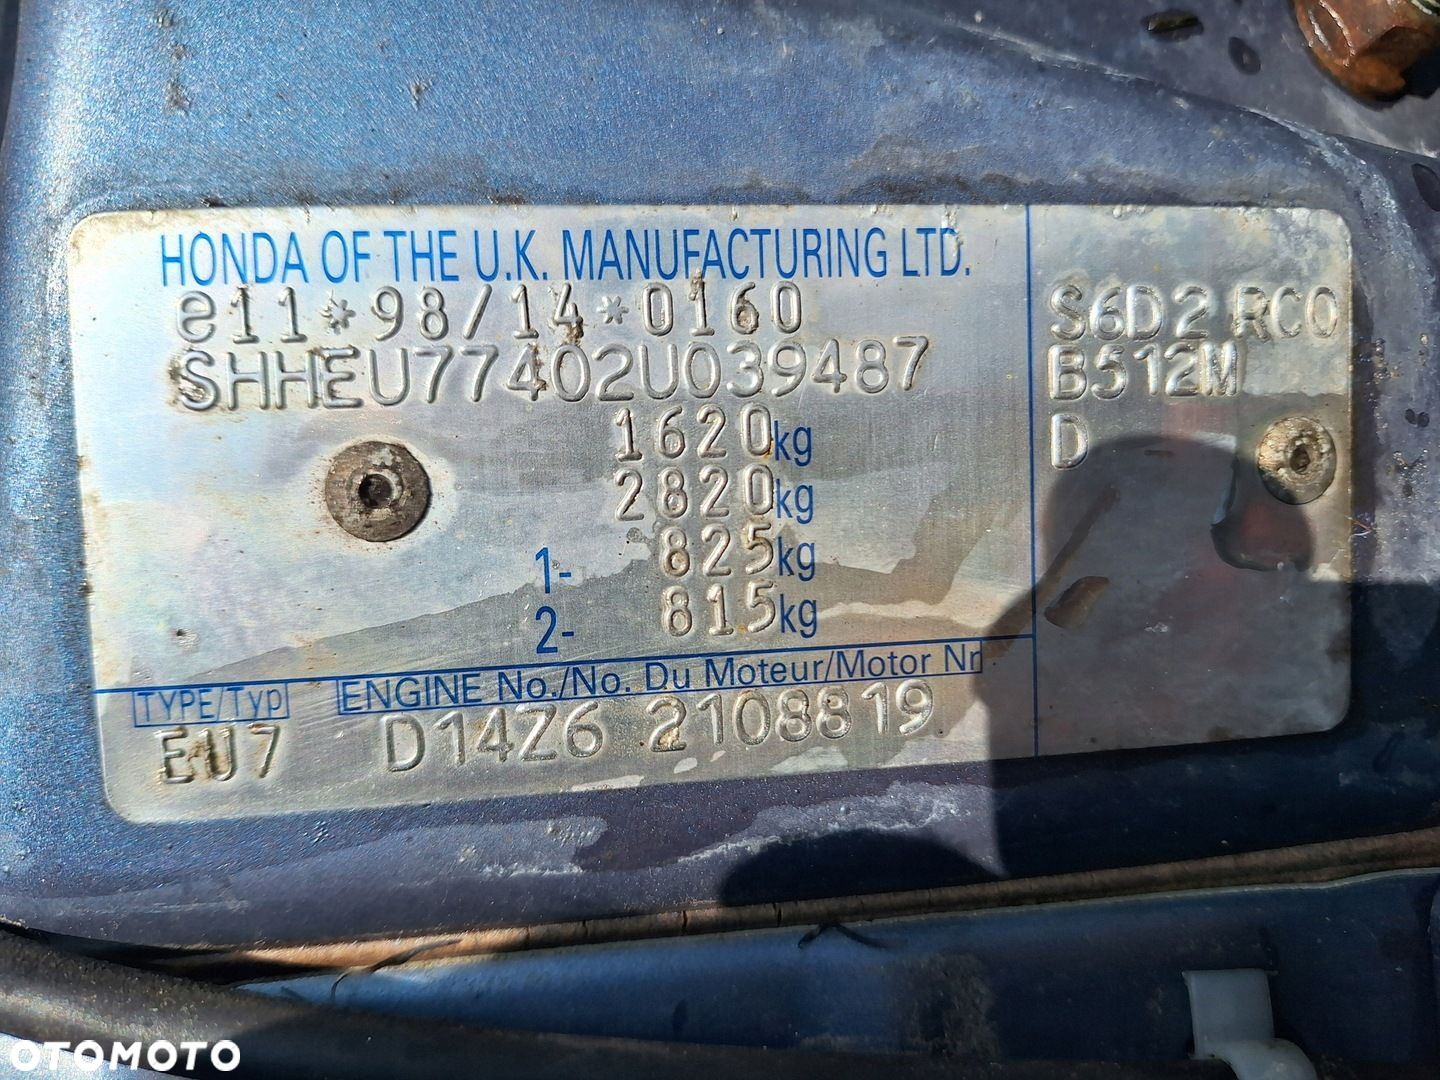 HONDA OF THE U.K. MANUFACTURING LTD.
e11*98/14*0160
SHHEU77402U039487
1620kg
2820kg
1- 825kg
2- 815kg
TYPE/TYP
ENGINE No./No. Du Moteur/Motor Nr
EU7
D14Z6 2108819
S6D2 RCO
B512M
D
OTOMOTO